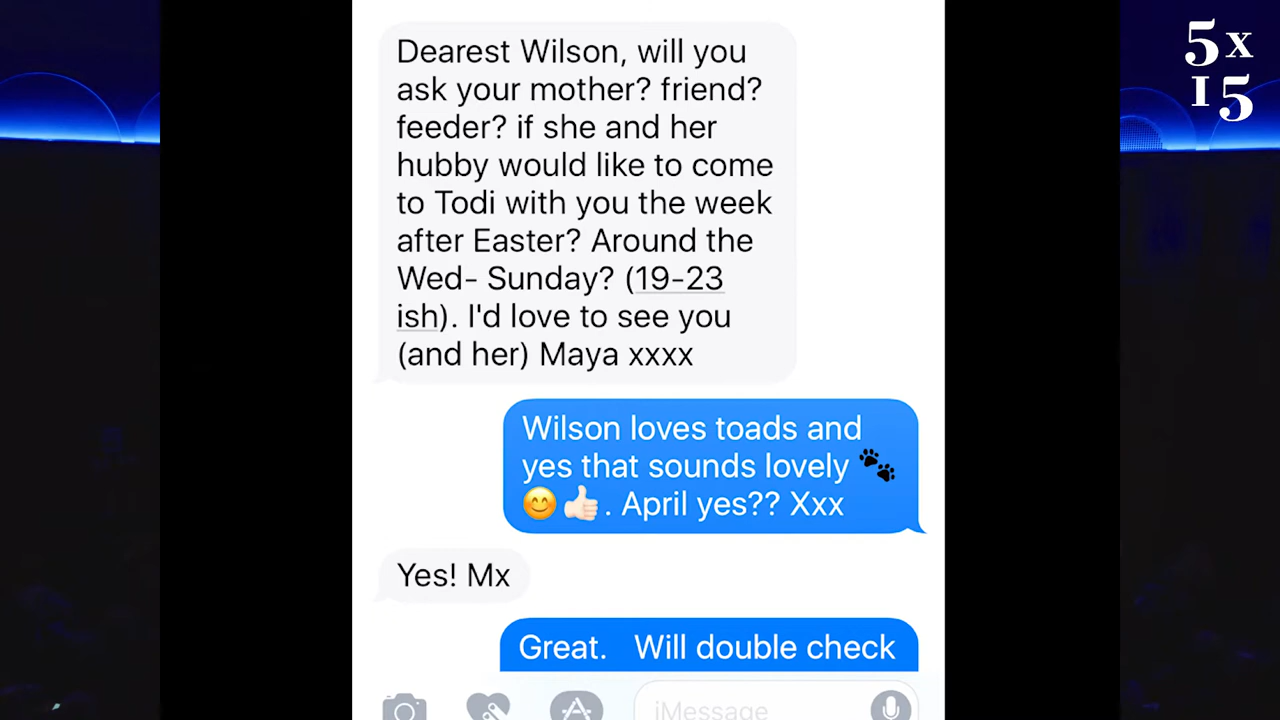 5 x
15
Dearest Wilson, will you
ask your mother? friend?
feeder? if she and her
hubby would like to come
to Todi with you the week
after Easter? Around the
Wed- Sunday? (19-23
ish). I'd love to see you
(and her) Maya xxxx
Wilson loves toads and
yes that sounds lovely 🐾
😊👍🏻. April yes?? Xxx
Yes! Mx
Great.   Will double check
iMessage